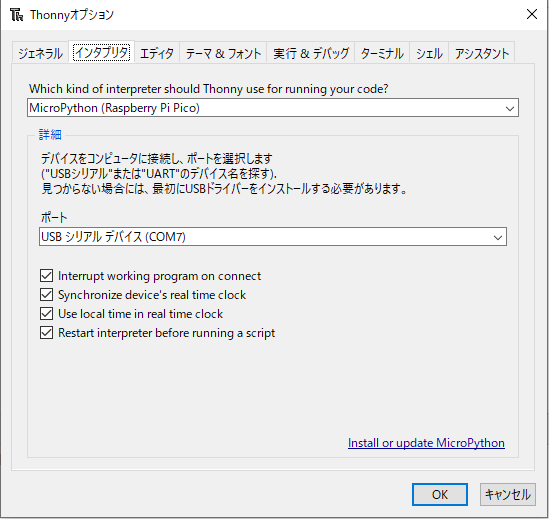 Thonnyオプション
ジェネラル インタプリタ エディタ テーマ & フォント 実行 & デバッグ ターミナル シェル アシスタント
Which kind of interpreter should Thonny use for running your code?
MicroPython (Raspberry Pi Pico)
詳細
デバイスをコンピュータに接続し、ポートを選択します
("USBシリアル"または"UART"のデバイス名を探す).
見つからない場合には、最初にUSBドライバーをインストールする必要があります。
ポート
USB シリアル デバイス (COM7)
Interrupt working program on connect
Synchronize device's real time clock
Use local time in real time clock
Restart interpreter before running a script
Install or update MicroPython
OK キャンセル